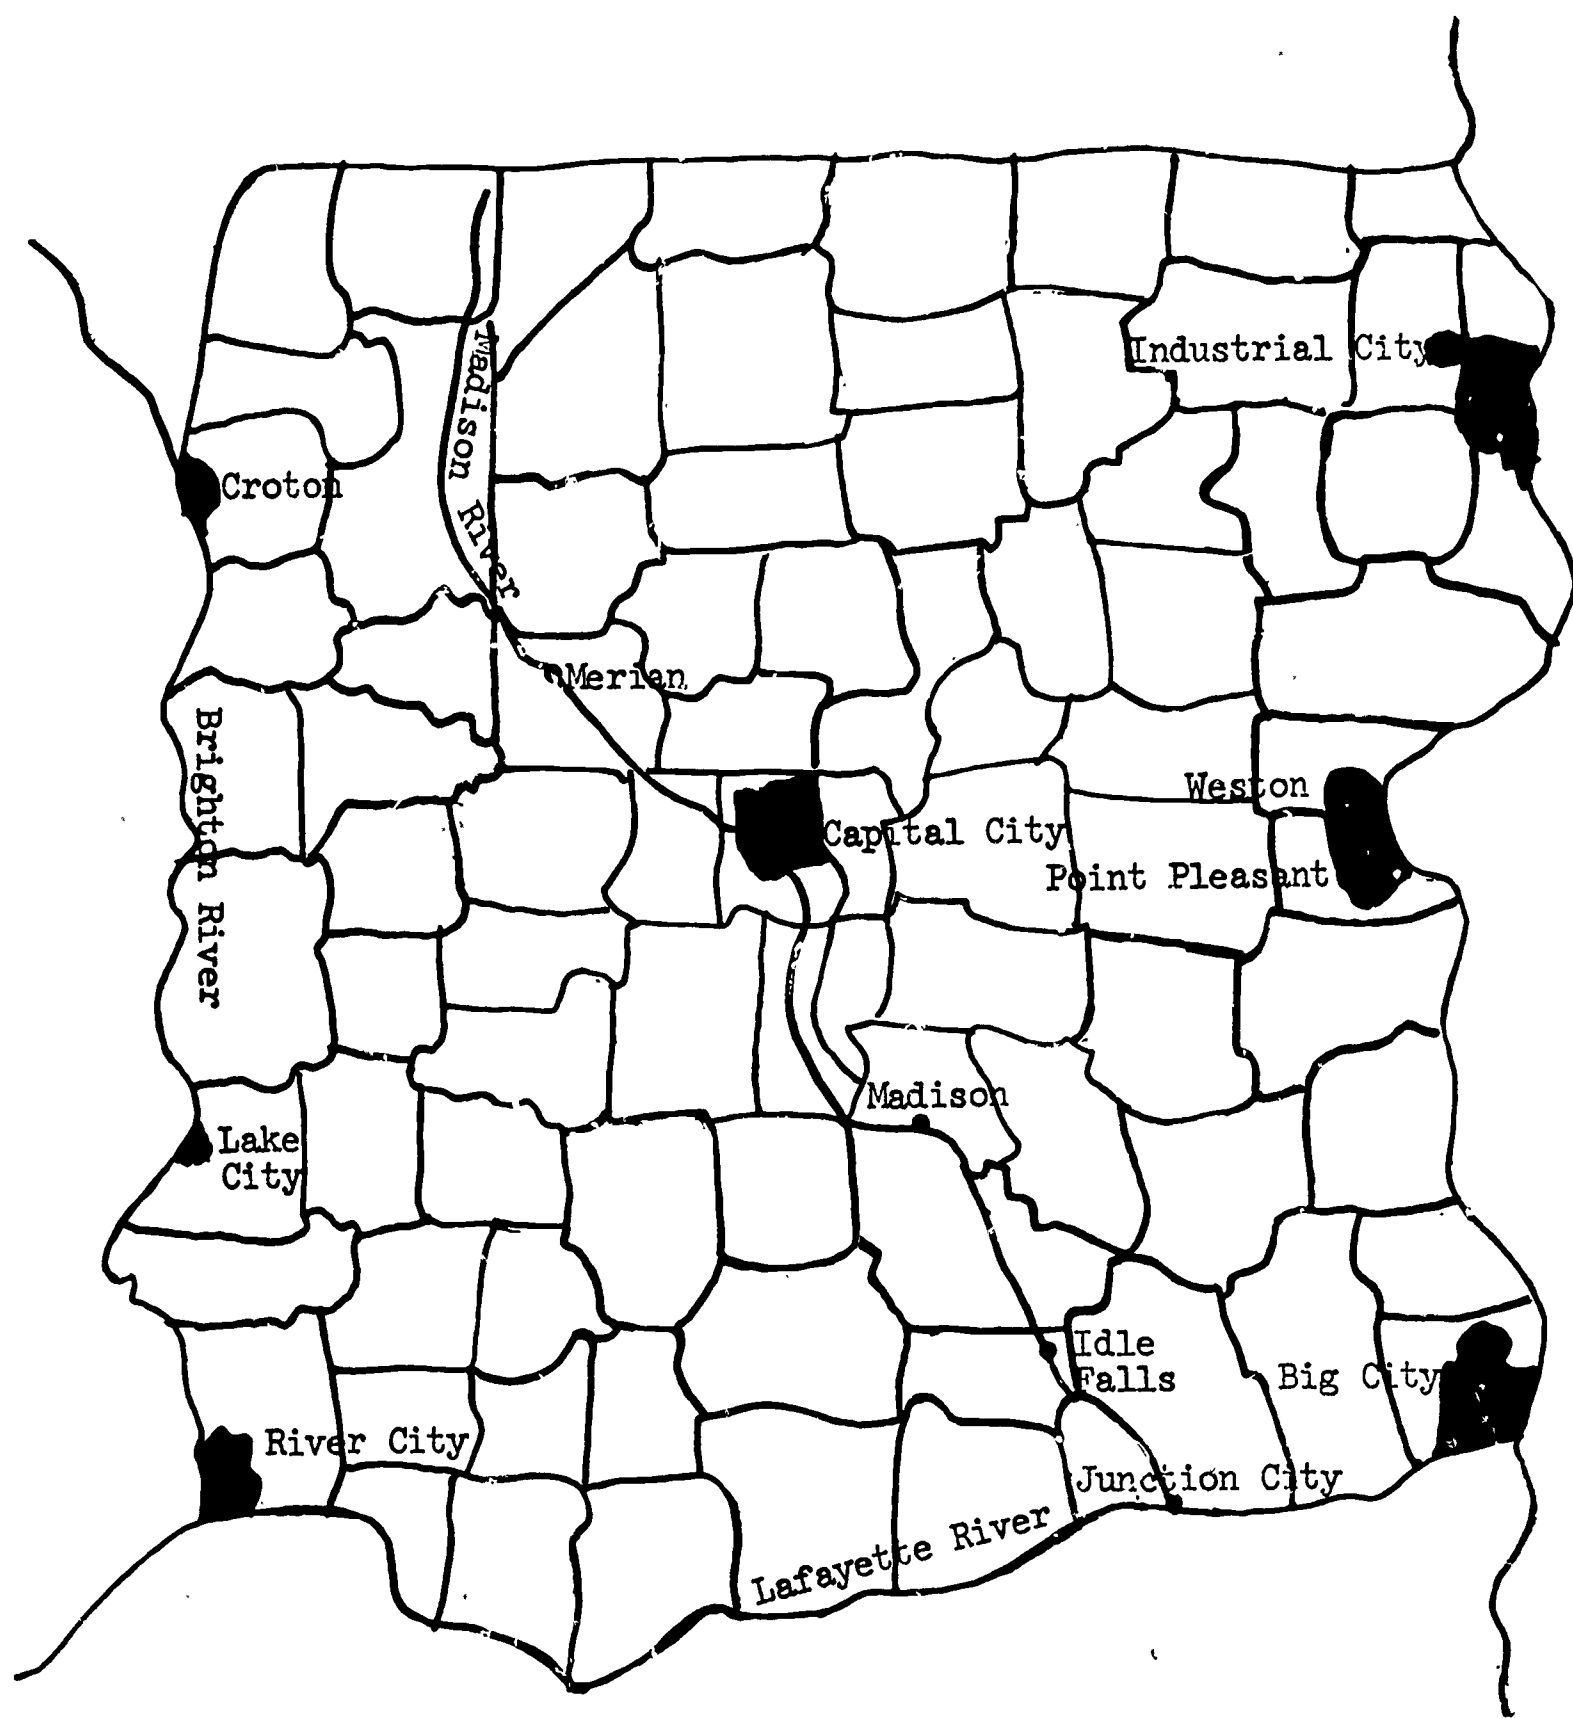 Industrial City
Madison River
Croton
Merian
Brighton River
Weston
Capital City
Point Pleasant
Madison
Lake
City
Idle
Falls
Big City
River City
Junction City
Lafayette River